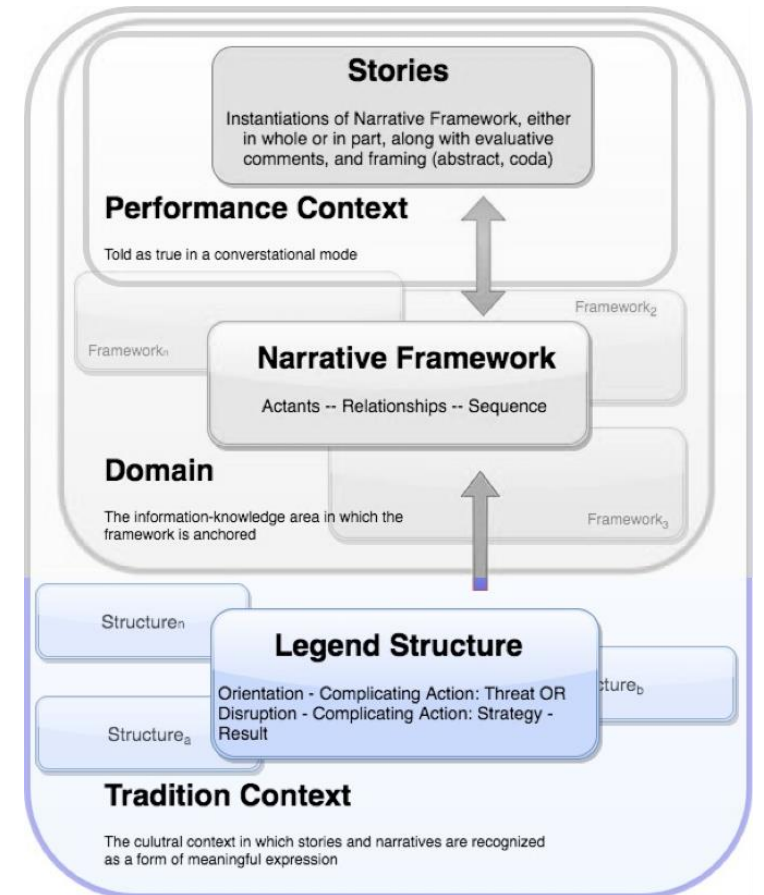 Stories
Instantiations of Narrative Framework, either
in whole or in part, along with evaluative
comments, and framing (abstract, coda)
Performance Context
Told as true in a converstational mode
Framework₂
Frameworkₙ
Narrative Framework
Actants -- Relationships -- Sequence
Domain
The information-knowledge area in which the
framework is anchored
Framework₃
Structureₙ
Legend Structure
Orientation - Complicating Action: Threat OR
Disruption - Complicating Action: Strategy -
Result
cture_b
Structureₐ
Tradition Context
The culutral context in which stories and narratives are recognized
as a form of meaningful expression